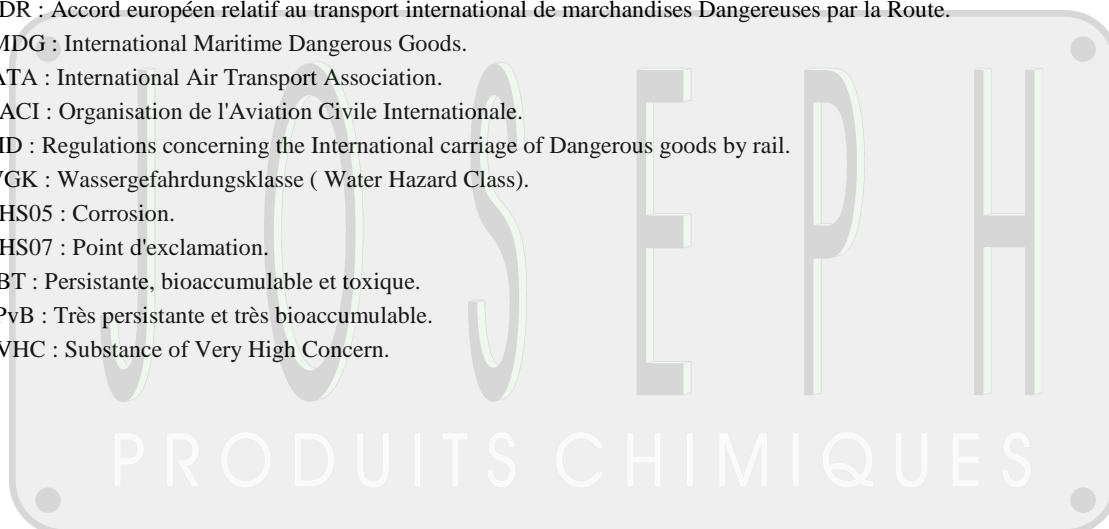 DR : Accord européen relatif au transport international de marchandises Dangereuses par la Route.
MDG : International Maritime Dangerous Goods.
ATA : International Air Transport Association.
ACI : Organisation de l'Aviation Civile Internationale.
ID : Regulations concerning the International carriage of Dangerous goods by rail.
GK : Wassergefahrdungsklasse ( Water Hazard Class).
HS05 : Corrosion.
HS07 : Point d'exclamation.
BT : Persistante, bioaccumulable et toxique.
PvB : Très persistante et très bioaccumulable.
VHC : Substance of Very High Concern.
JOSEPH
PRODUITS CHIMIQUES